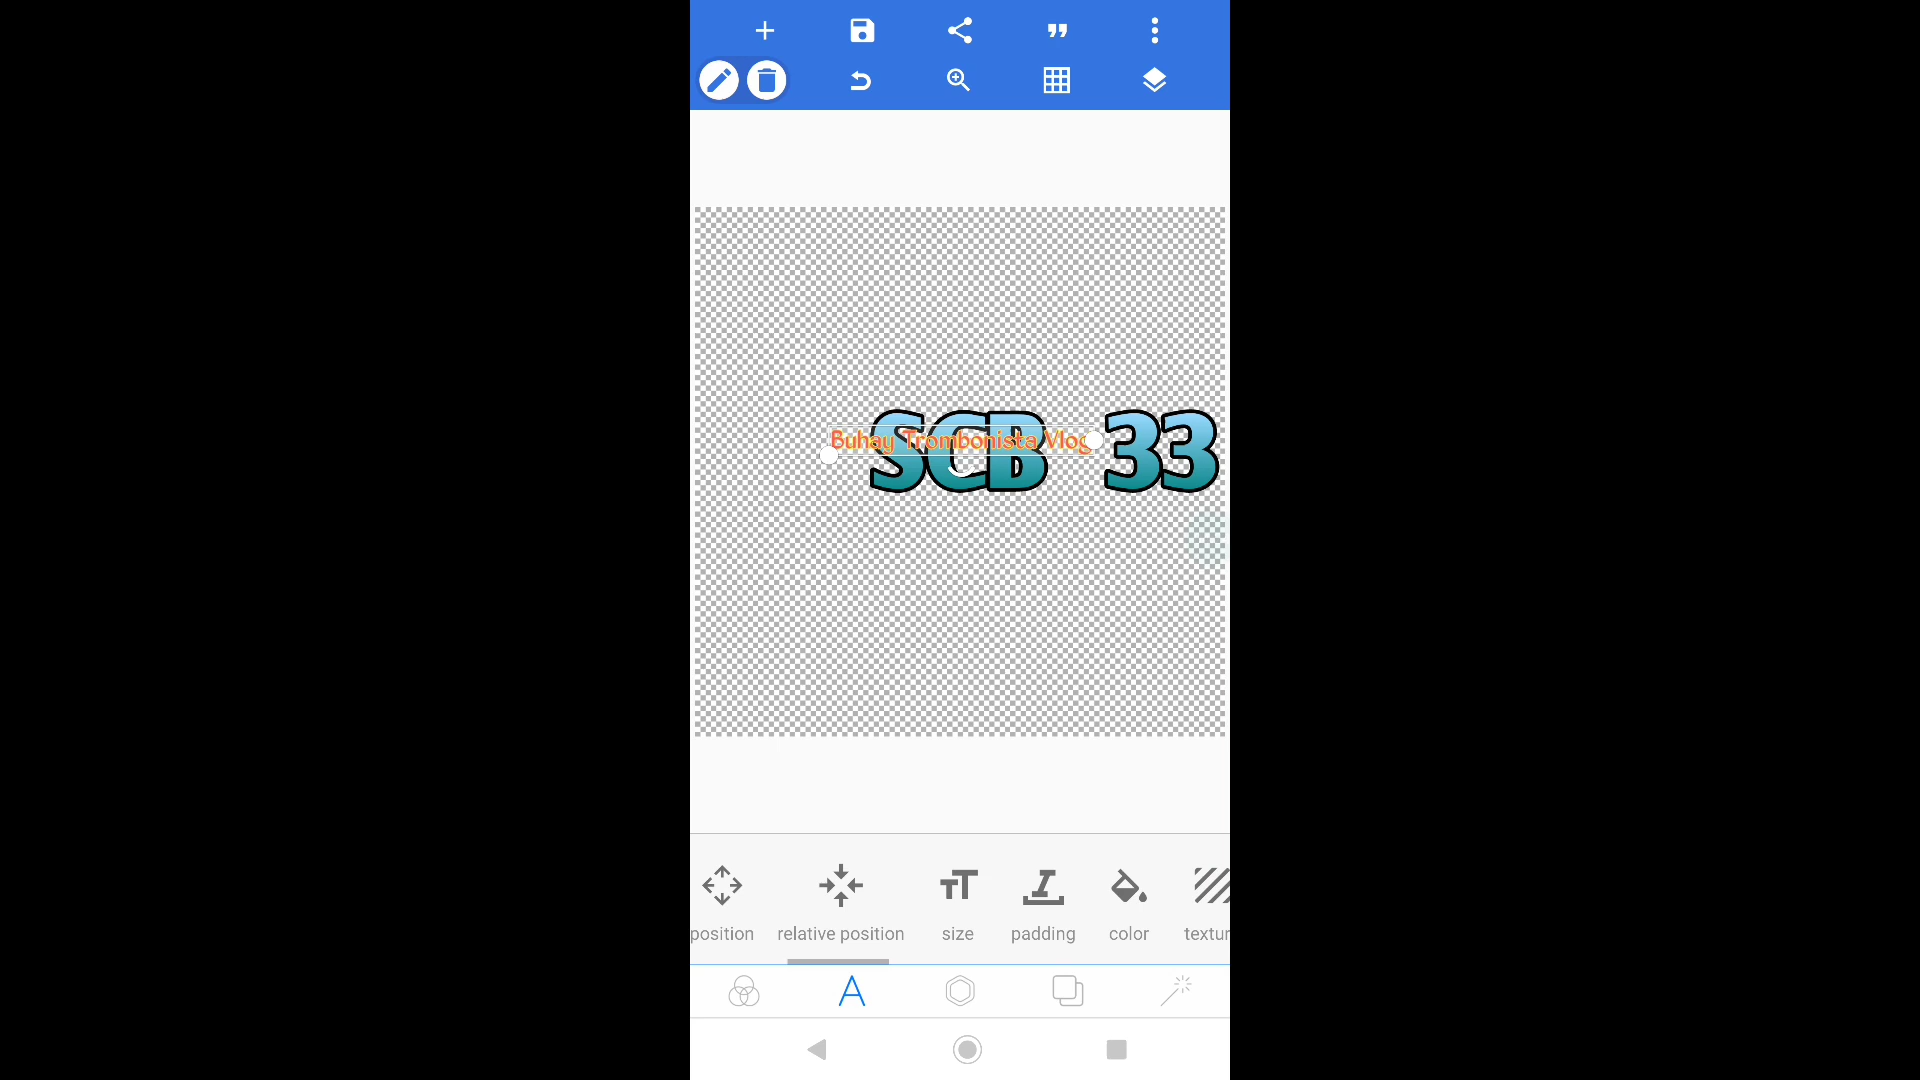 SCB 33
Buhay Trombonista Vlog
position relative position size padding color textur